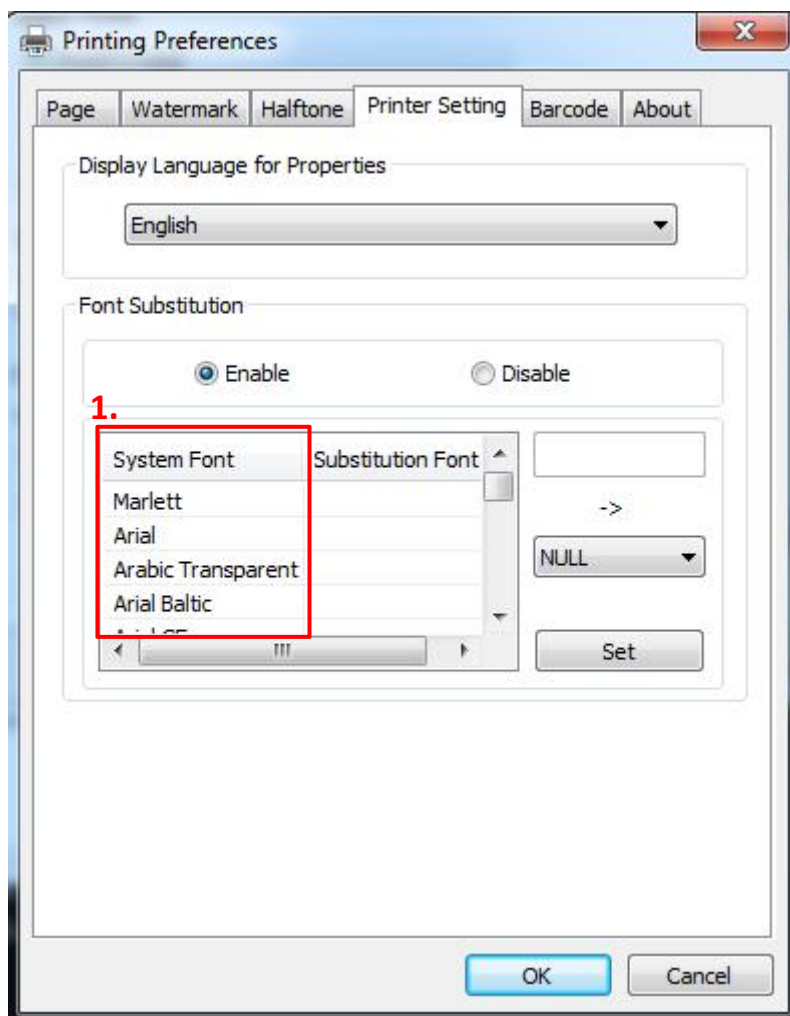 Printing Preferences
Page Watermark Halftone Printer Setting Barcode About
Display Language for Properties
English
Font Substitution
Enable Disable
1.
System Font Substitution Font
Marlett
->
Arial
NULL
Arabic Transparent
Arial Baltic
Set
OK Cancel